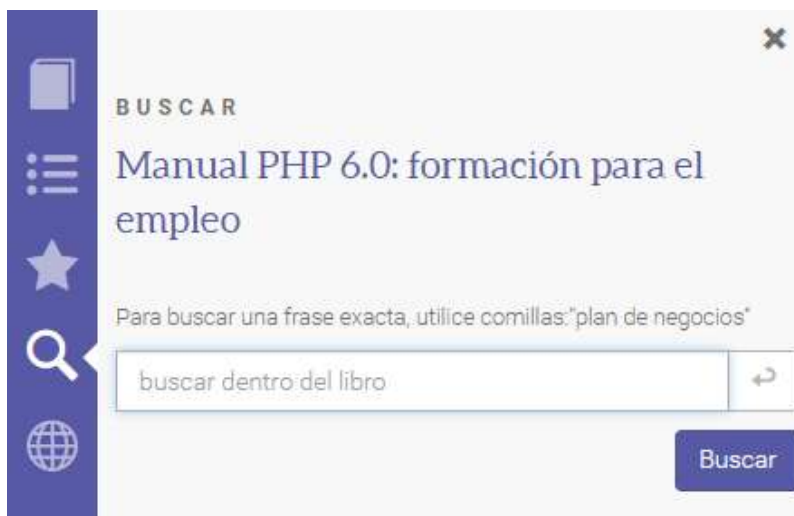 BUSCAR
Manual PHP 6.0: formación para el
empleo
Para buscar una frase exacta, utilice comillas:"plan de negocios"
buscar dentro del libro
Buscar